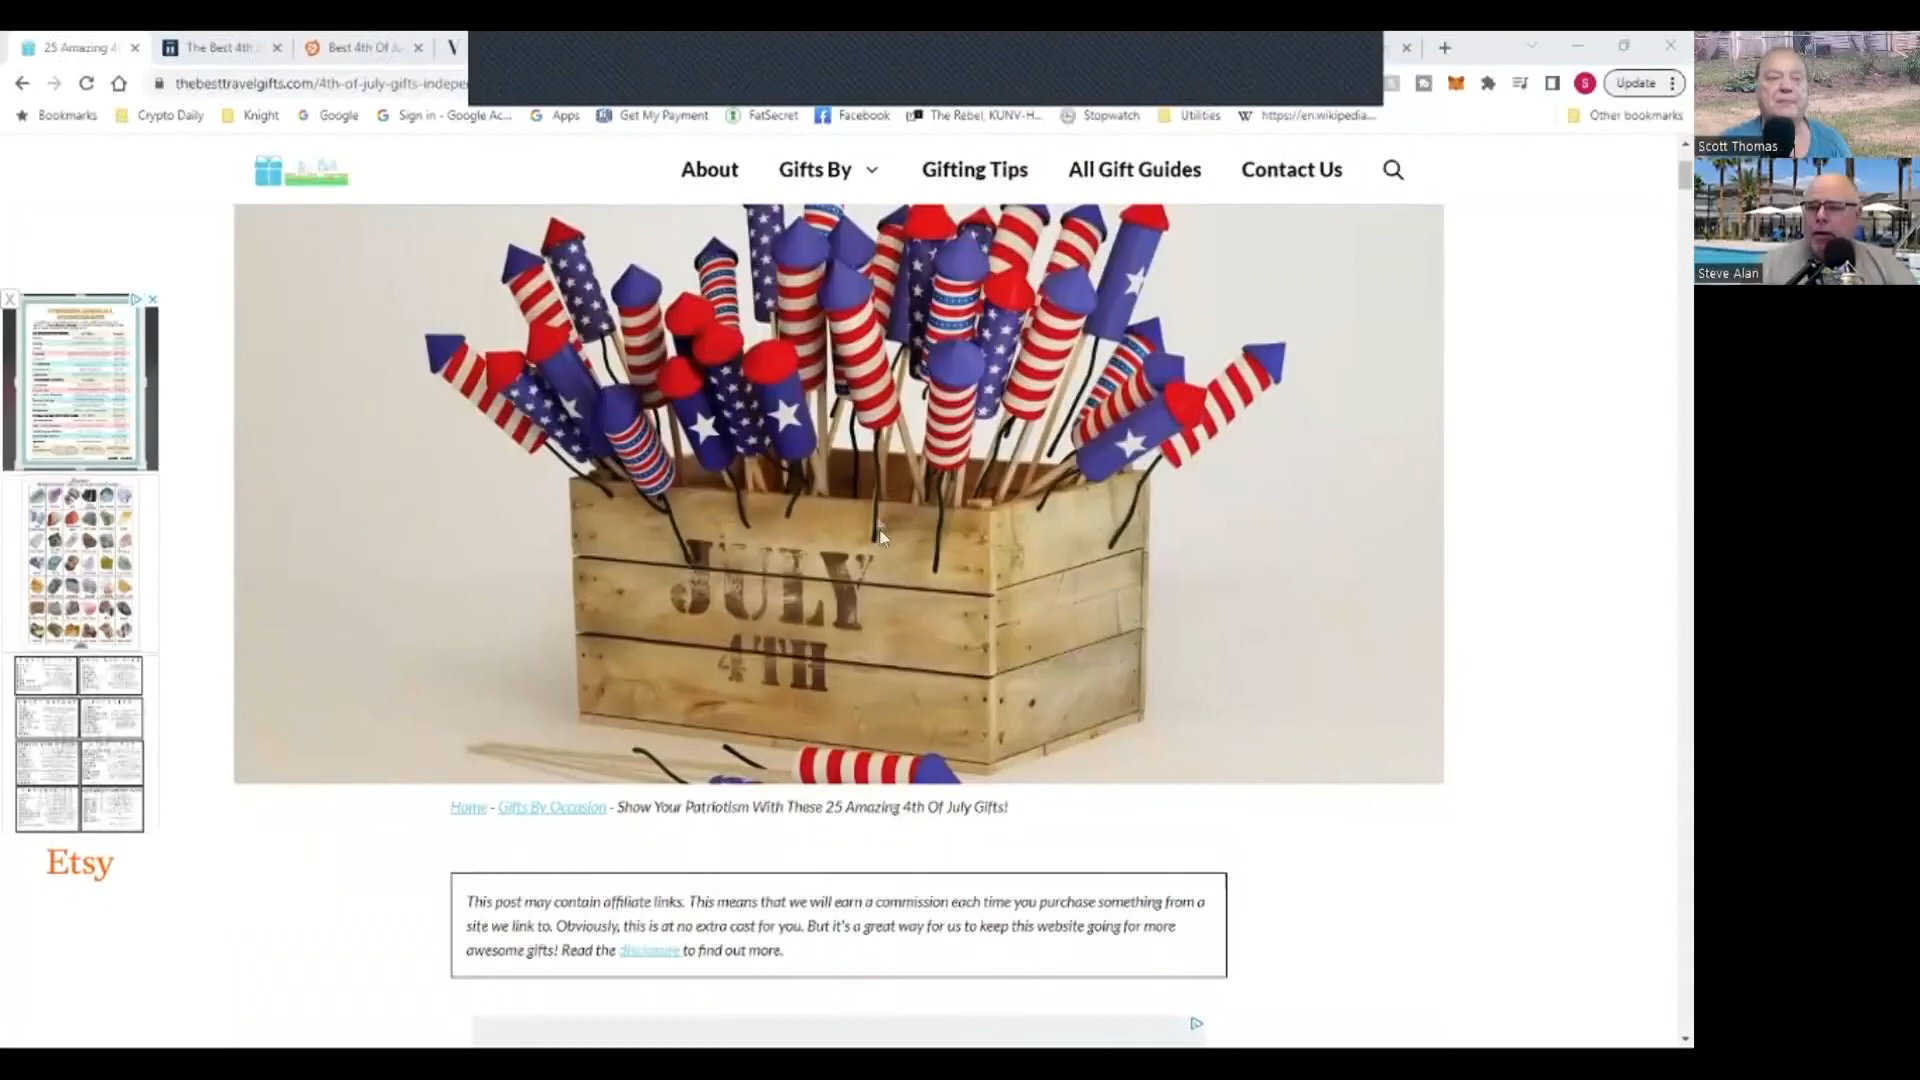 25 Amazing 4
The Best 4th
Best 4th Of Ju
V
thebesttravelgifts.com/4th-of-july-gifts-indepe
S
Update
Bookmarks
Crypto Daily
Knight
Google
Sign in - Google Ac...
Apps
Get My Payment
FatSecret
Facebook
The Rebel, KUNV-H...
Stopwatch
Utilities
https://en.wikipedia...
Other bookmarks
Scott Thomas
Steve Alan
About
Gifts By
Gifting Tips
All Gift Guides
Contact Us
JULY
4TH
Etsy
Home - Gifts By Occasion - Show Your Patriotism With These 25 Amazing 4th Of July Gifts!
This post may contain affiliate links. This means that we will earn a commission each time you purchase something from a
site we link to. Obviously, this is at no extra cost for you. But it's a great way for us to keep this website going for more
awesome gifts! Read the disclosure to find out more.